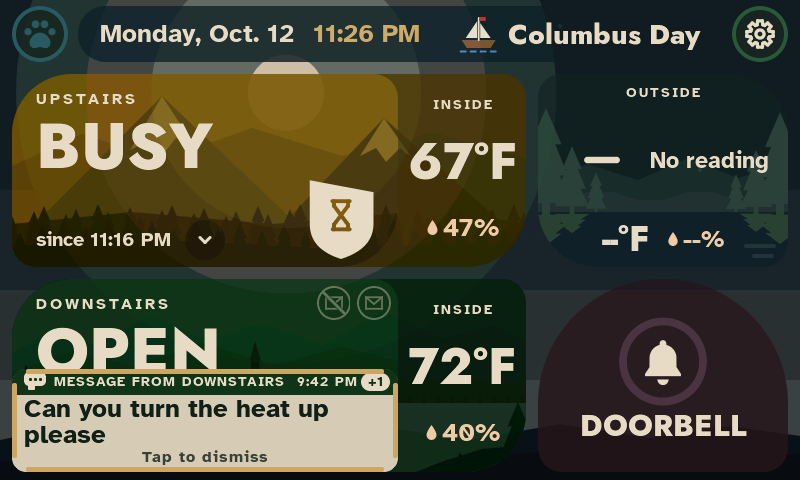 Monday, Oct. 12 11:26 PM Columbus Day
UPSTAIRS
BUSY
since 11:16 PM
INSIDE
67°F
47%
OUTSIDE
No reading
--°F --%
DOWNSTAIRS
OPEN
MESSAGE FROM DOWNSTAIRS 9:42 PM +1
Can you turn the heat up
please
Tap to dismiss
INSIDE
72°F
40%
DOORBELL